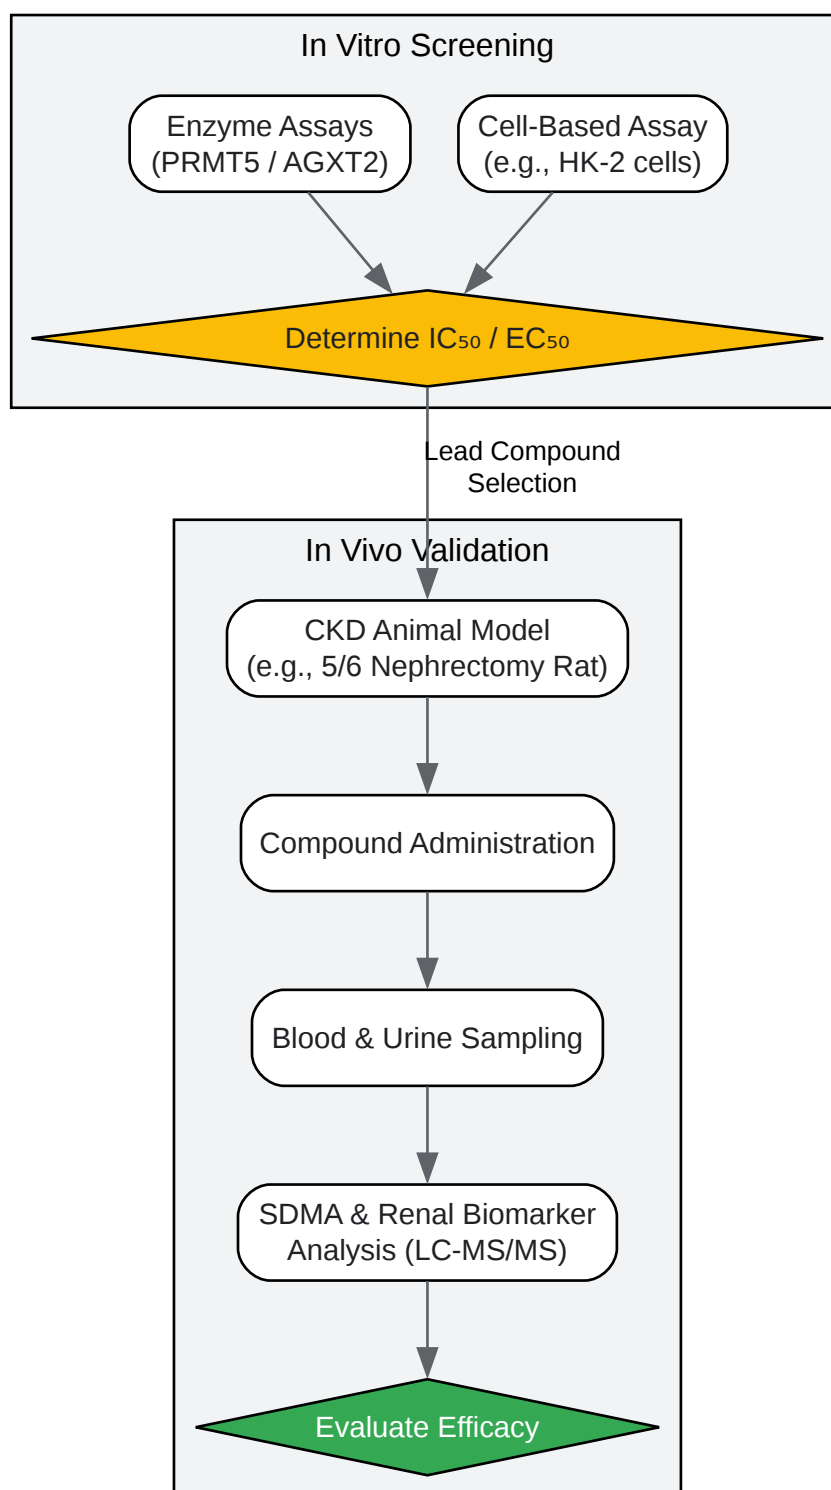 In Vitro Screening
Enzyme Assays
(PRMT5 / AGXT2)
Cell-Based Assay
(e.g., HK-2 cells)
Determine IC₅₀ / EC₅₀
Lead Compound
Selection
In Vivo Validation
CKD Animal Model
(e.g., 5/6 Nephrectomy Rat)
Compound Administration
Blood & Urine Sampling
SDMA & Renal Biomarker
Analysis (LC-MS/MS)
Evaluate Efficacy